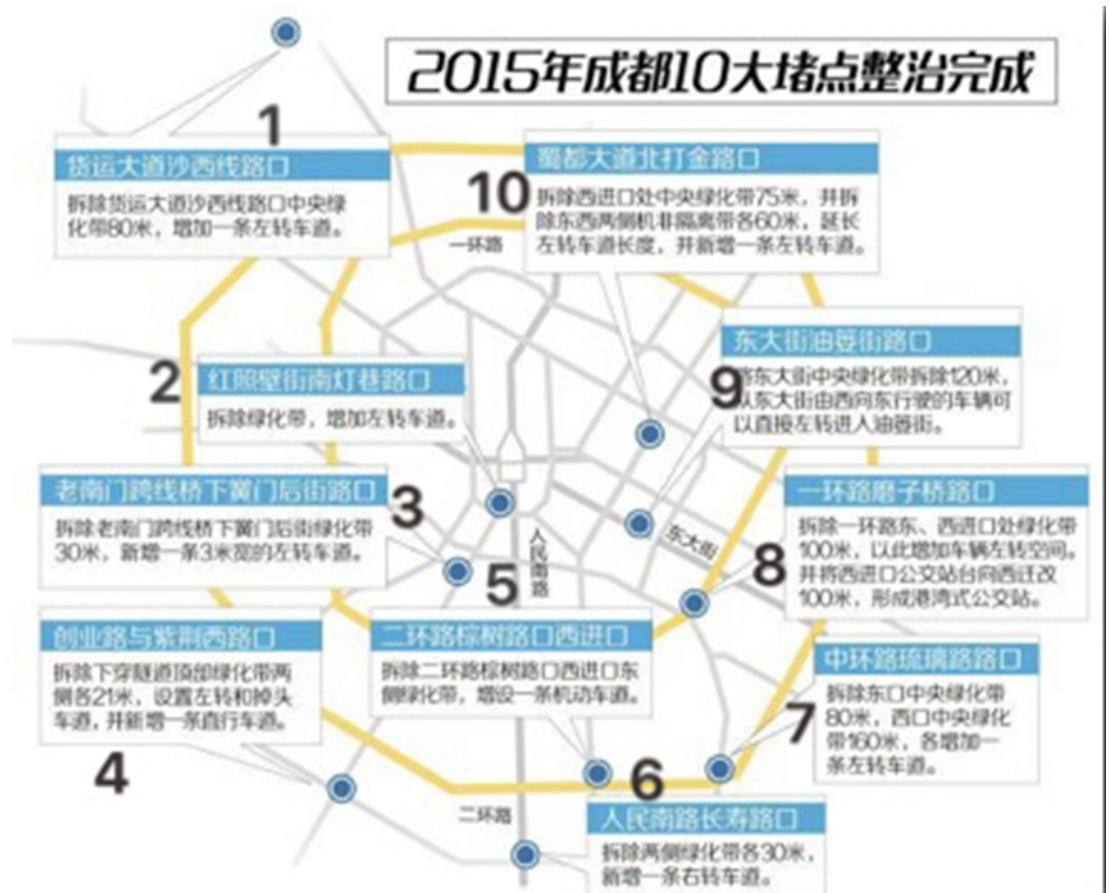 2015年成都10大堵点整治完成
1
货运大道沙西线路口
拆除货运大道沙西线路口中央绿
化带80米，增加一条左转车道。
10
蜀都大道北打金路口
拆除西进口处中央绿化带75米，并拆
除东西两侧机非隔离带各60米，延长
左转车道长度，并新增一条左转车道。
一环路
2
红照壁街南灯巷路口
拆除绿化带，增加左转车道。
9
东大街油篓街路口
将东大街中央绿化带拆除120米，
从东大街由西向东行驶的车辆可
以直接左转进入油篓街。
3
老南门跨线桥下黉门后街路口
拆除老南门跨线桥下黉门后街绿化带
30米，新增一条3米宽的左转车道。
人民南路
东大街
8
一环路磨子桥路口
拆除一环路东、西进口处绿化带
100米，以此增加车辆左转空间。
并将西进口公交站台向西迁改
100米，形成港湾式公交站。
4
创业路与紫荆西路口
拆除下穿隧道顶部绿化带两
侧各21米，设置左转和掉头
车道，并新增一条直行车道。
5
二环路棕树路口西进口
拆除二环路棕树路口西进口东
侧绿化带，增设一条机动车道。
7
中环路琉璃路路口
拆除东口中央绿化带
80米，西口中央绿化
带160米，各增加一
条左转车道。
二环路
6
人民南路长寿路口
拆除两侧绿化带各30米，
新增一条右转车道。